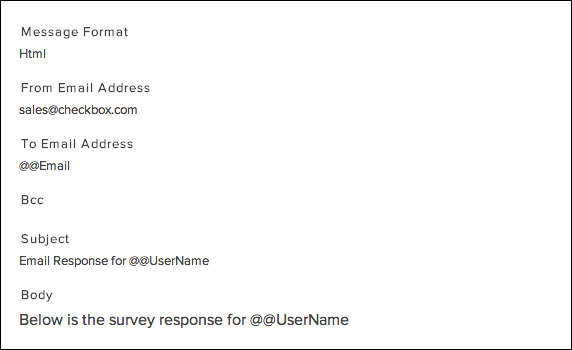 Message Format
Html
From Email Address
sales@checkbox.com
To Email Address
@@Email
Bcc
Subject
Email Response for @@UserName
Body
Below is the survey response for @@UserName